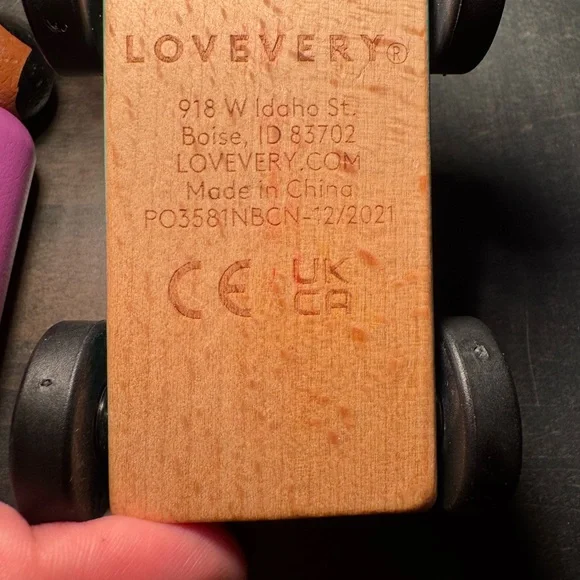 LOVEVERY®
918 W Idaho St.
Boise, ID 83702
LOVEVERY.COM
Made in China
PO3581NBCN-12/2021
CE UK
CA